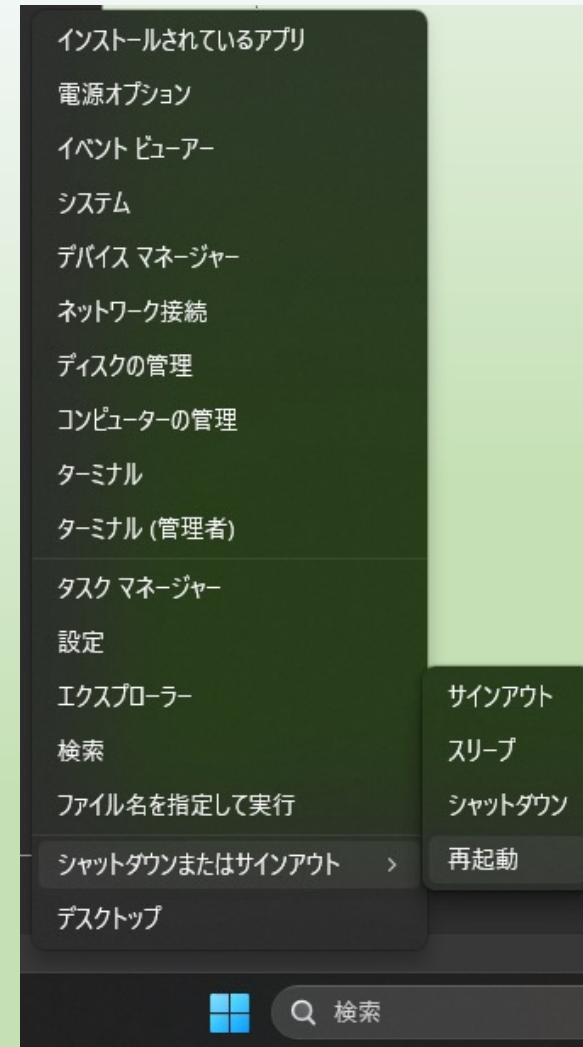 インストールされているアプリ
電源オプション
イベント ビューアー
システム
デバイス マネージャー
ネットワーク接続
ディスクの管理
コンピューターの管理
ターミナル
ターミナル (管理者)
タスク マネージャー
設定
エクスプローラー
検索
ファイル名を指定して実行
シャットダウンまたはサインアウト
デスクトップ
サインアウト
スリープ
シャットダウン
再起動
検索